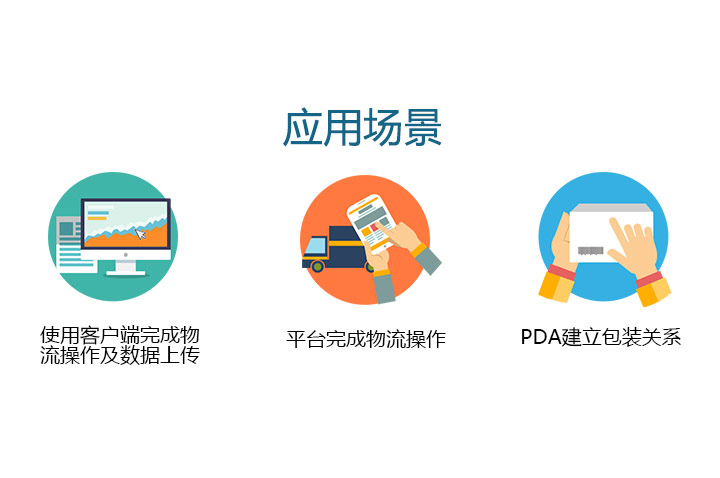 应用场景
使用客户端完成物
流操作及数据上传
平台完成物流操作
PDA建立包装关系